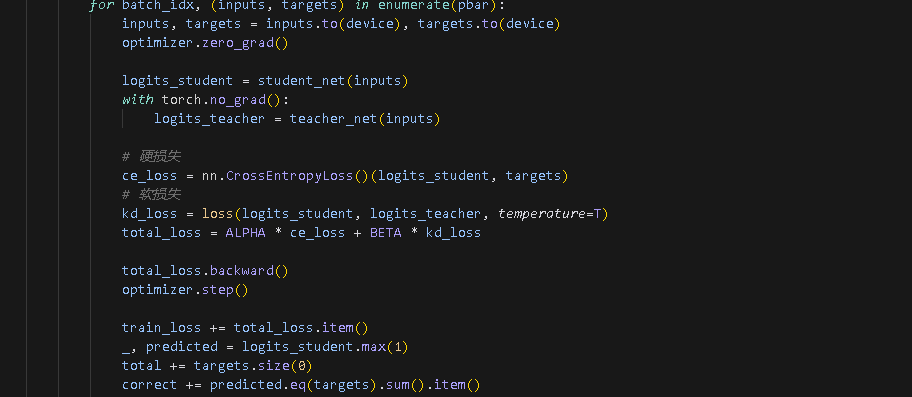 for batch_idx, (inputs, targets) in enumerate(pbar):
inputs, targets = inputs.to(device), targets.to(device)
optimizer.zero_grad()
logits_student = student_net(inputs)
with torch.no_grad():
logits_teacher = teacher_net(inputs)
# 硬损失
ce_loss = nn.CrossEntropyLoss()(logits_student, targets)
# 软损失
kd_loss = loss(logits_student, logits_teacher, temperature=T)
total_loss = ALPHA * ce_loss + BETA * kd_loss
total_loss.backward()
optimizer.step()
train_loss += total_loss.item()
_, predicted = logits_student.max(1)
total += targets.size(0)
correct += predicted.eq(targets).sum().item()